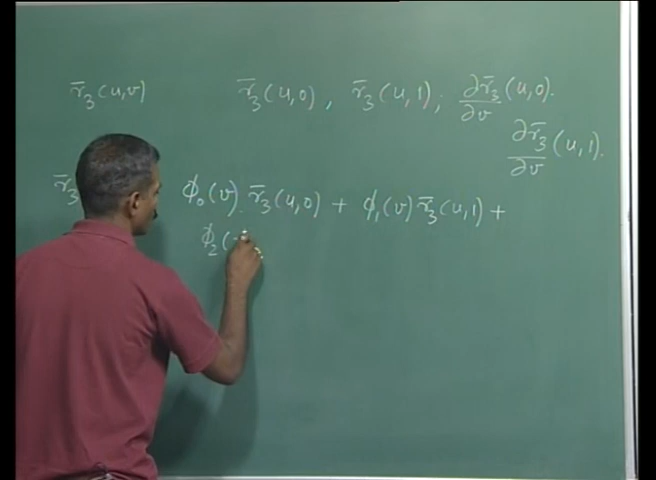 r̄₃(u,v)   r̄₃(u,0), r̄₃(u,1); ∂r̄₃/∂v (u,0).
∂r̄₃/∂v (u,1).
r̄₃   ϕ₀(v) r̄₃(u,0) + ϕ₁(v) r̄₃(u,1) +
ϕ₂(